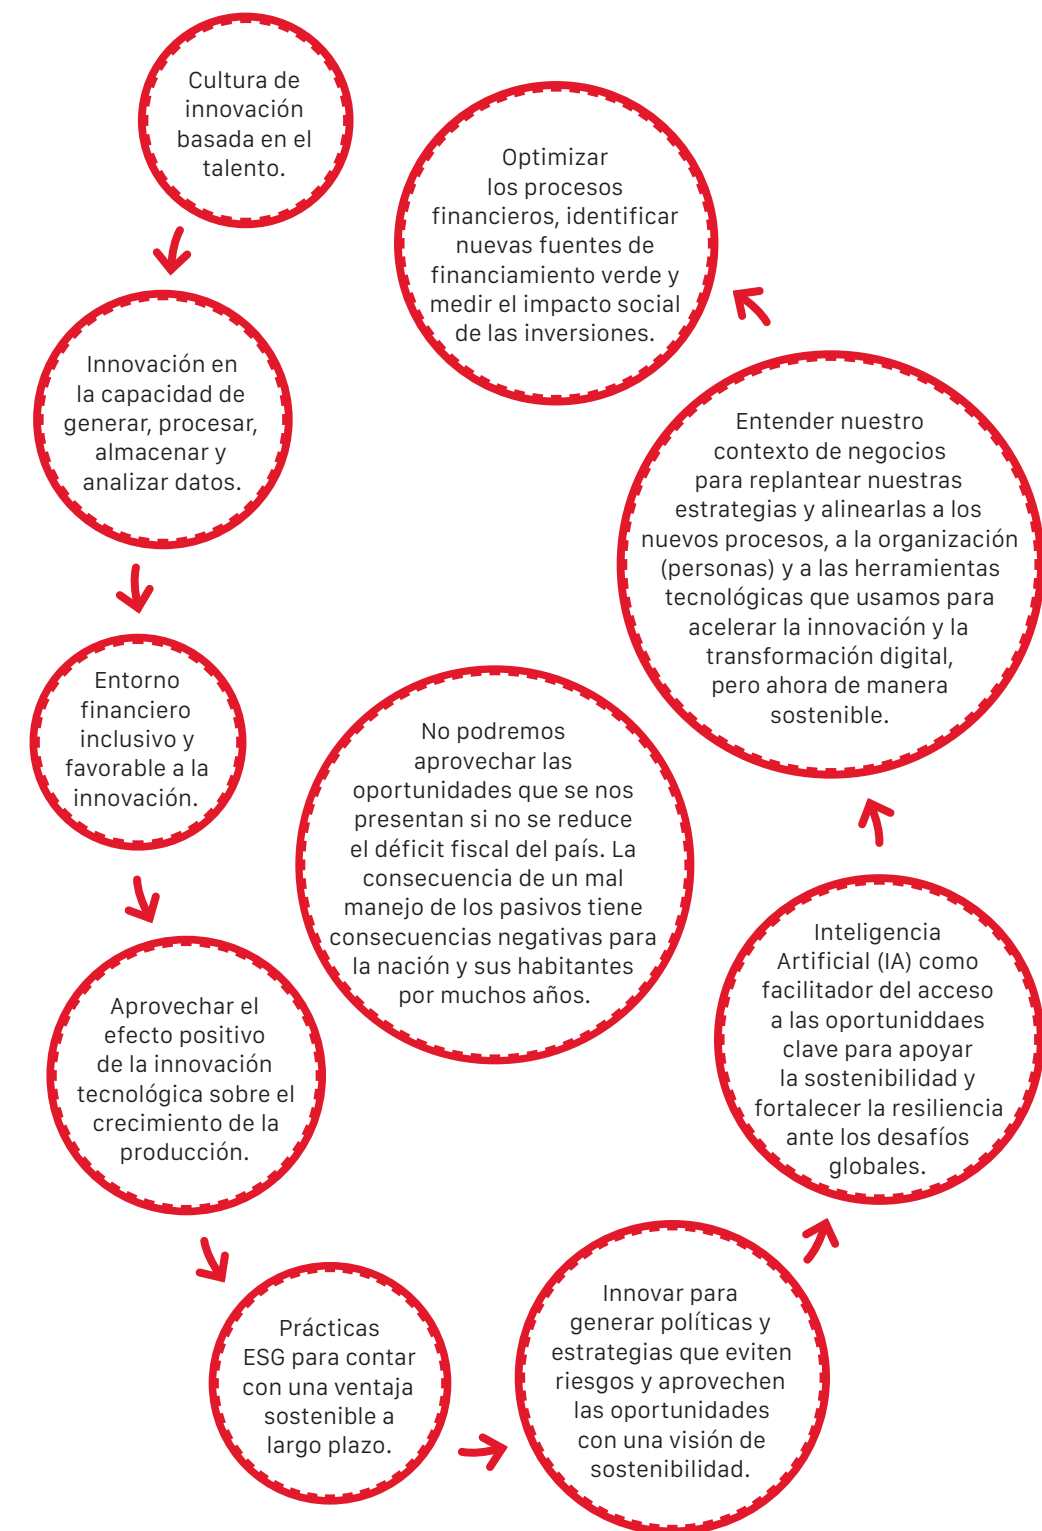 Cultura de
innovación
basada en el
talento.
Innovación en
la capacidad de
generar, procesar,
almacenar y
analizar datos.
Entorno
financiero
inclusivo y
favorable a la
innovación.
Aprovechar el
efecto positivo
de la innovación
tecnológica sobre el
crecimiento de la
producción.
Prácticas
ESG para contar
con una ventaja
sostenible a
largo plazo.
Innovar para
generar políticas y
estrategias que eviten
riesgos y aprovechen
las oportunidades
con una visión de
sostenibilidad.
Inteligencia
Artificial (IA) como
facilitador del acceso
a las oportuniddaes
clave para apoyar
la sostenibilidad y
fortalecer la resiliencia
ante los desafíos
globales.
Entender nuestro
contexto de negocios
para replantear nuestras
estrategias y alinearlas a los
nuevos procesos, a la organización
(personas) y a las herramientas
tecnológicas que usamos para
acelerar la innovación y la
transformación digital,
pero ahora de manera
sostenible.
Optimizar
los procesos
financieros, identificar
nuevas fuentes de
financiamiento verde y
medir el impacto social
de las inversiones.
No podremos
aprovechar las
oportunidades que se nos
presentan si no se reduce
el déficit fiscal del país. La
consecuencia de un mal
manejo de los pasivos tiene
consecuencias negativas para
la nación y sus habitantes
por muchos años.